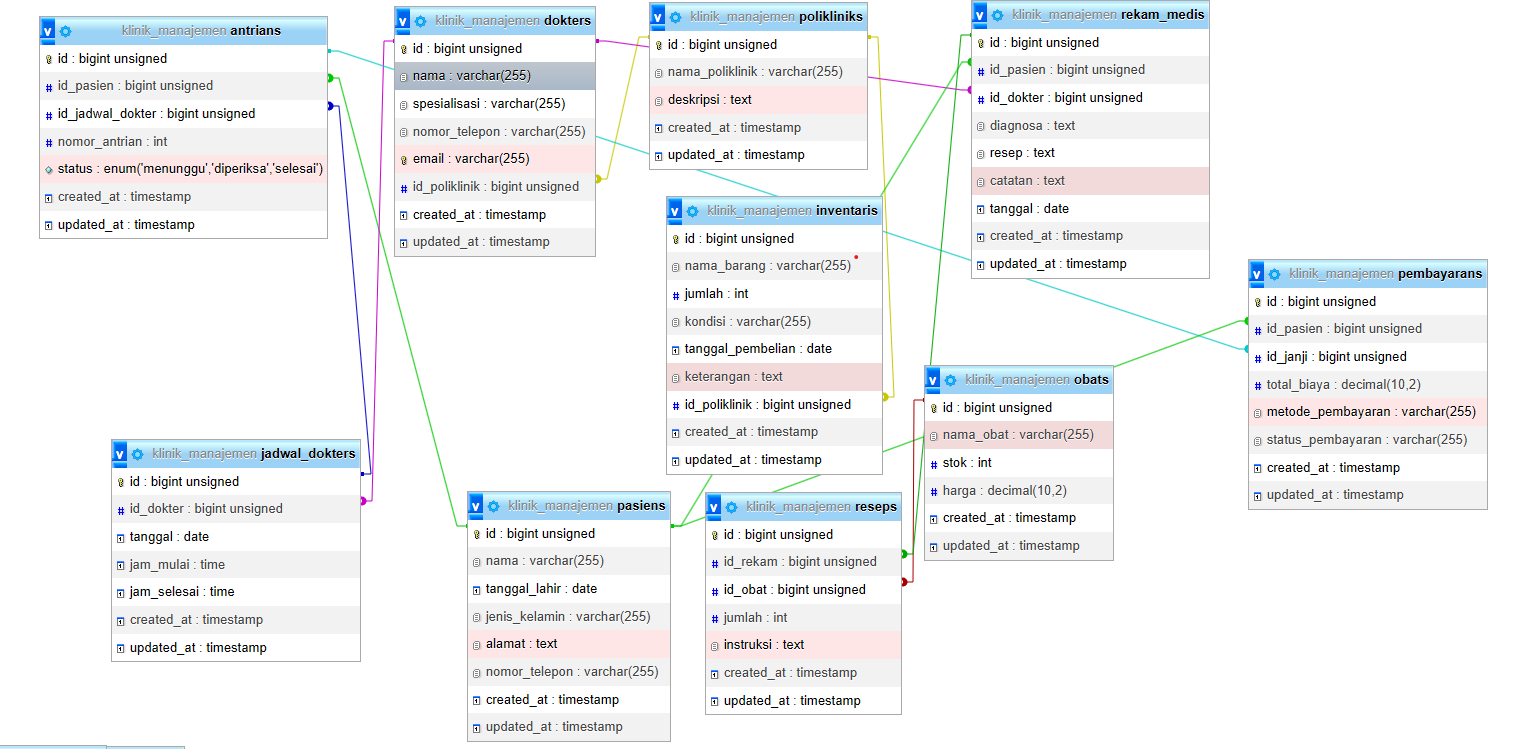 klinik_manajemen antrians
id : bigint unsigned
id_pasien : bigint unsigned
id_jadwal_dokter : bigint unsigned
nomor_antrian : int
status : enum('menunggu','diperiksa','selesai')
created_at : timestamp
updated_at : timestamp
klinik_manajemen dokters
id : bigint unsigned
nama : varchar(255)
spesialisasi : varchar(255)
nomor_telepon : varchar(255)
email : varchar(255)
id_poliklinik : bigint unsigned
created_at : timestamp
updated_at : timestamp
klinik_manajemen polikliniks
id : bigint unsigned
nama_poliklinik : varchar(255)
deskripsi : text
created_at : timestamp
updated_at : timestamp
klinik_manajemen rekam_medis
id : bigint unsigned
id_pasien : bigint unsigned
id_dokter : bigint unsigned
diagnosa : text
resep : text
catatan : text
tanggal : date
created_at : timestamp
updated_at : timestamp
klinik_manajemen inventaris
id : bigint unsigned
nama_barang : varchar(255)
jumlah : int
kondisi : varchar(255)
tanggal_pembelian : date
keterangan : text
id_poliklinik : bigint unsigned
created_at : timestamp
updated_at : timestamp
klinik_manajemen pembayarans
id : bigint unsigned
id_pasien : bigint unsigned
id_janji : bigint unsigned
total_biaya : decimal(10,2)
metode_pembayaran : varchar(255)
status_pembayaran : varchar(255)
created_at : timestamp
updated_at : timestamp
klinik_manajemen obats
id : bigint unsigned
nama_obat : varchar(255)
stok : int
harga : decimal(10,2)
created_at : timestamp
updated_at : timestamp
klinik_manajemen jadwal_dokters
id : bigint unsigned
id_dokter : bigint unsigned
tanggal : date
jam_mulai : time
jam_selesai : time
created_at : timestamp
updated_at : timestamp
klinik_manajemen pasiens
id : bigint unsigned
nama : varchar(255)
tanggal_lahir : date
jenis_kelamin : varchar(255)
alamat : text
nomor_telepon : varchar(255)
created_at : timestamp
updated_at : timestamp
klinik_manajemen reseps
id : bigint unsigned
id_rekam : bigint unsigned
id_obat : bigint unsigned
jumlah : int
instruksi : text
created_at : timestamp
updated_at : timestamp